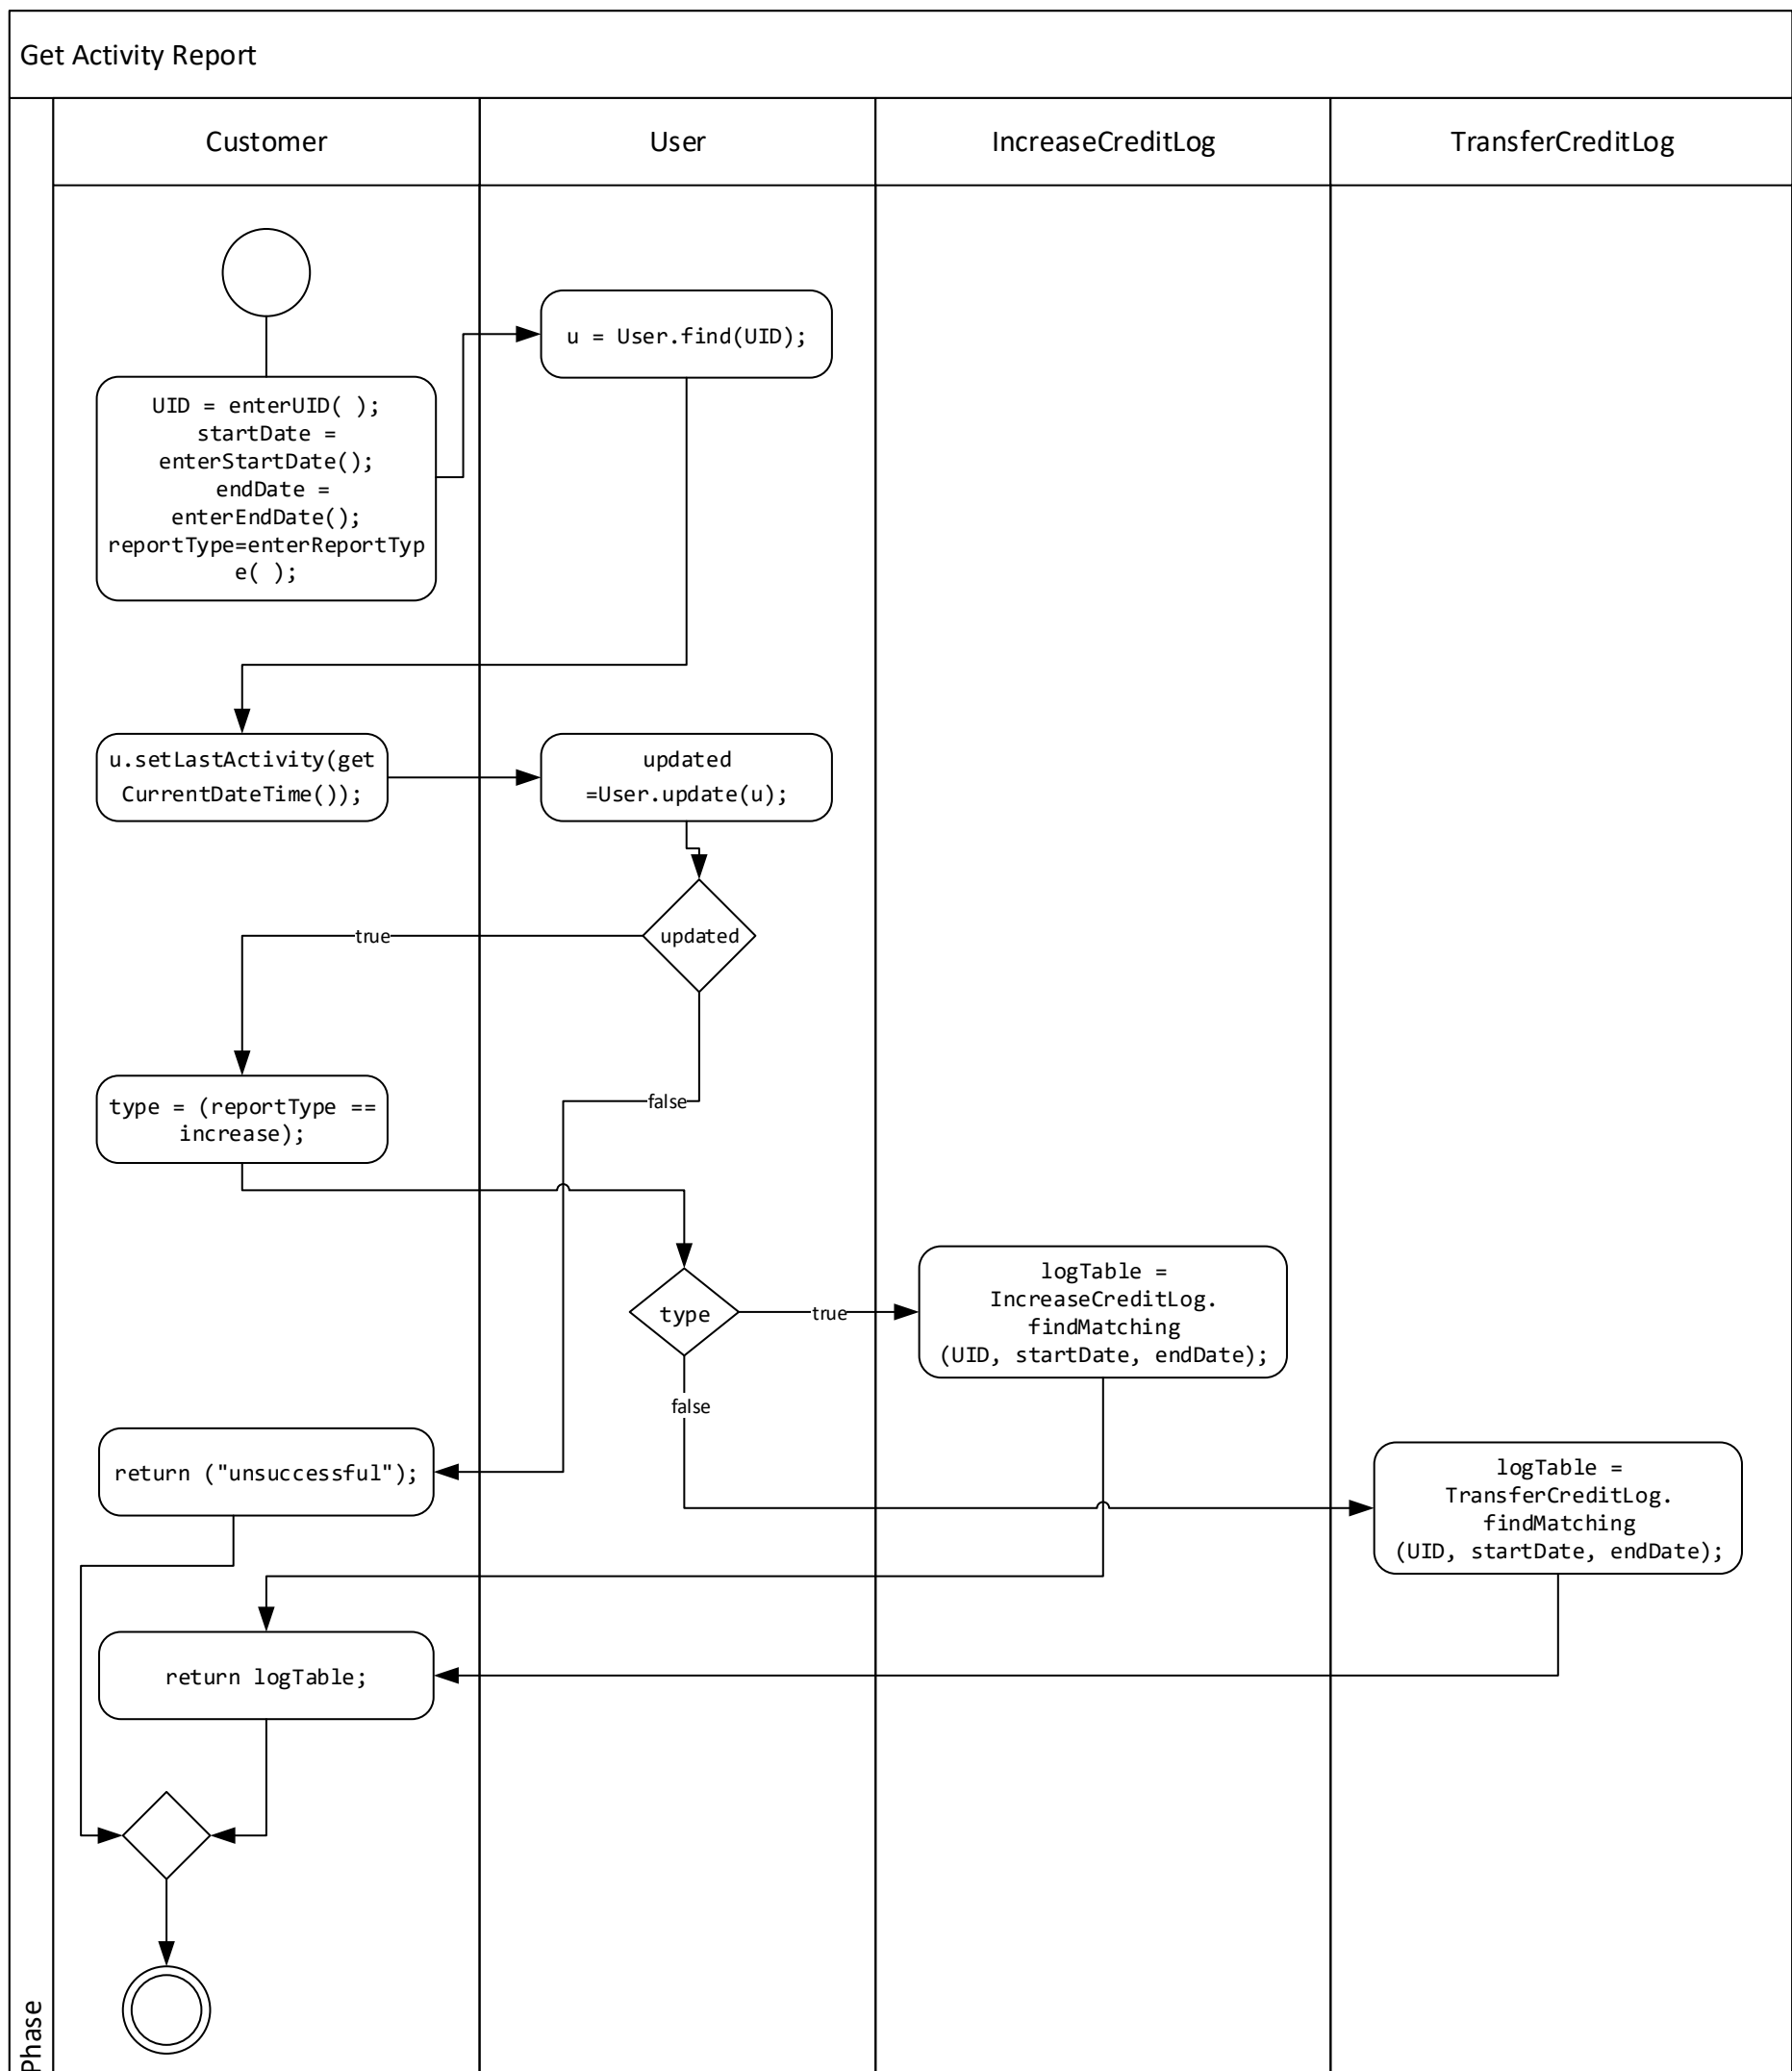 Get Activity Report
Phase
Customer
User
IncreaseCreditLog
TransferCreditLog
u = User.find(UID);
UID = enterUID( );
startDate =
enterStartDate();
endDate =
enterEndDate();
reportType=enterReportTyp
e( );
u.setLastActivity(get
CurrentDateTime());
updated
=User.update(u);
updated
true
false
type = (reportType ==
increase);
type
true
false
logTable =
IncreaseCreditLog.
findMatching
(UID, startDate, endDate);
return ("unsuccessful");
logTable =
TransferCreditLog.
findMatching
(UID, startDate, endDate);
return logTable;